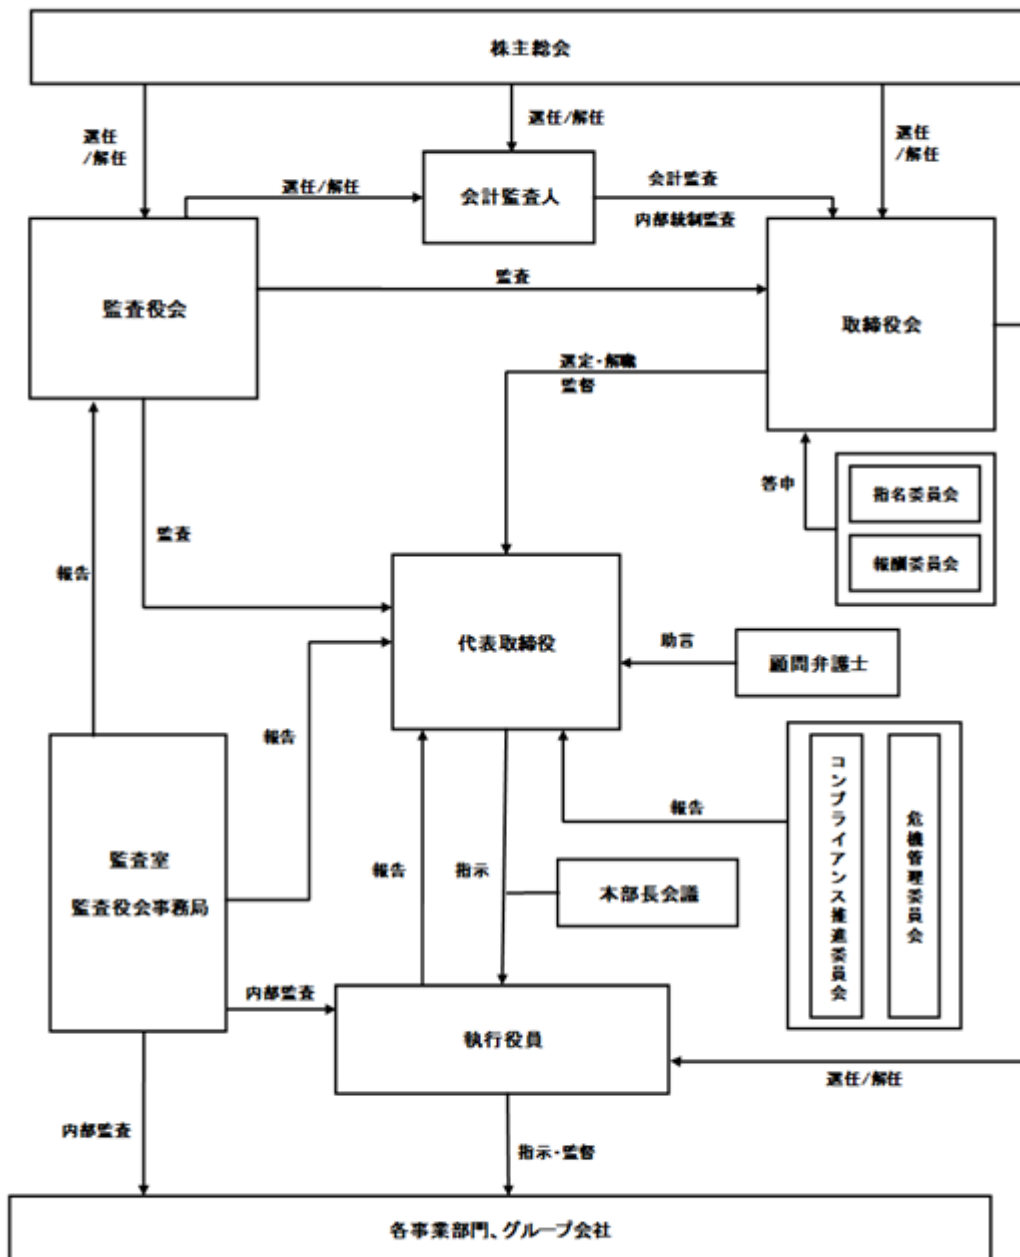 株主総会
選任
/解任
選任/解任
選任
/解任
選任/解任
会計監査人
会計監査
内部統制監査
監査役会
監査
取締役会
選定・解職
監督
答申
指名委員会
報酬委員会
監査
報告
代表取締役
助言
顧問弁護士
報告
監査室
監査役会事務局
報告
指示
本部長会議
報告
コンプライアンス推進委員会
危機管理委員会
内部監査
執行役員
選任/解任
内部監査
指示・監督
各事業部門、グループ会社